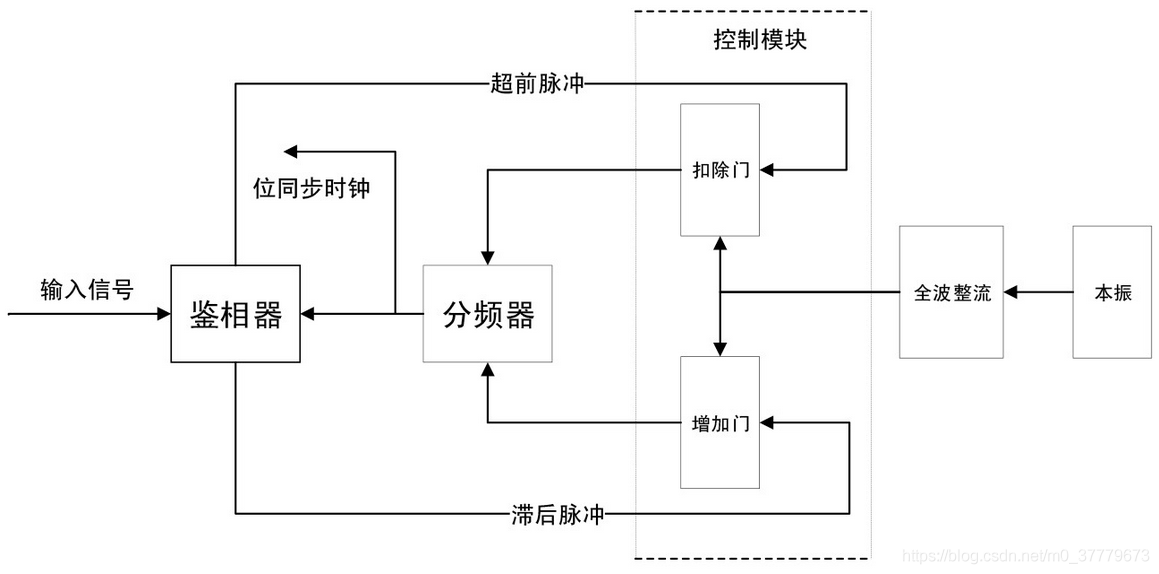 控制模块
超前脉冲
扣除门
位同步时钟
输入信号
鉴相器
分频器
全波整流
本振
增加门
滞后脉冲
https://blog.csdn.net/m0_37779673